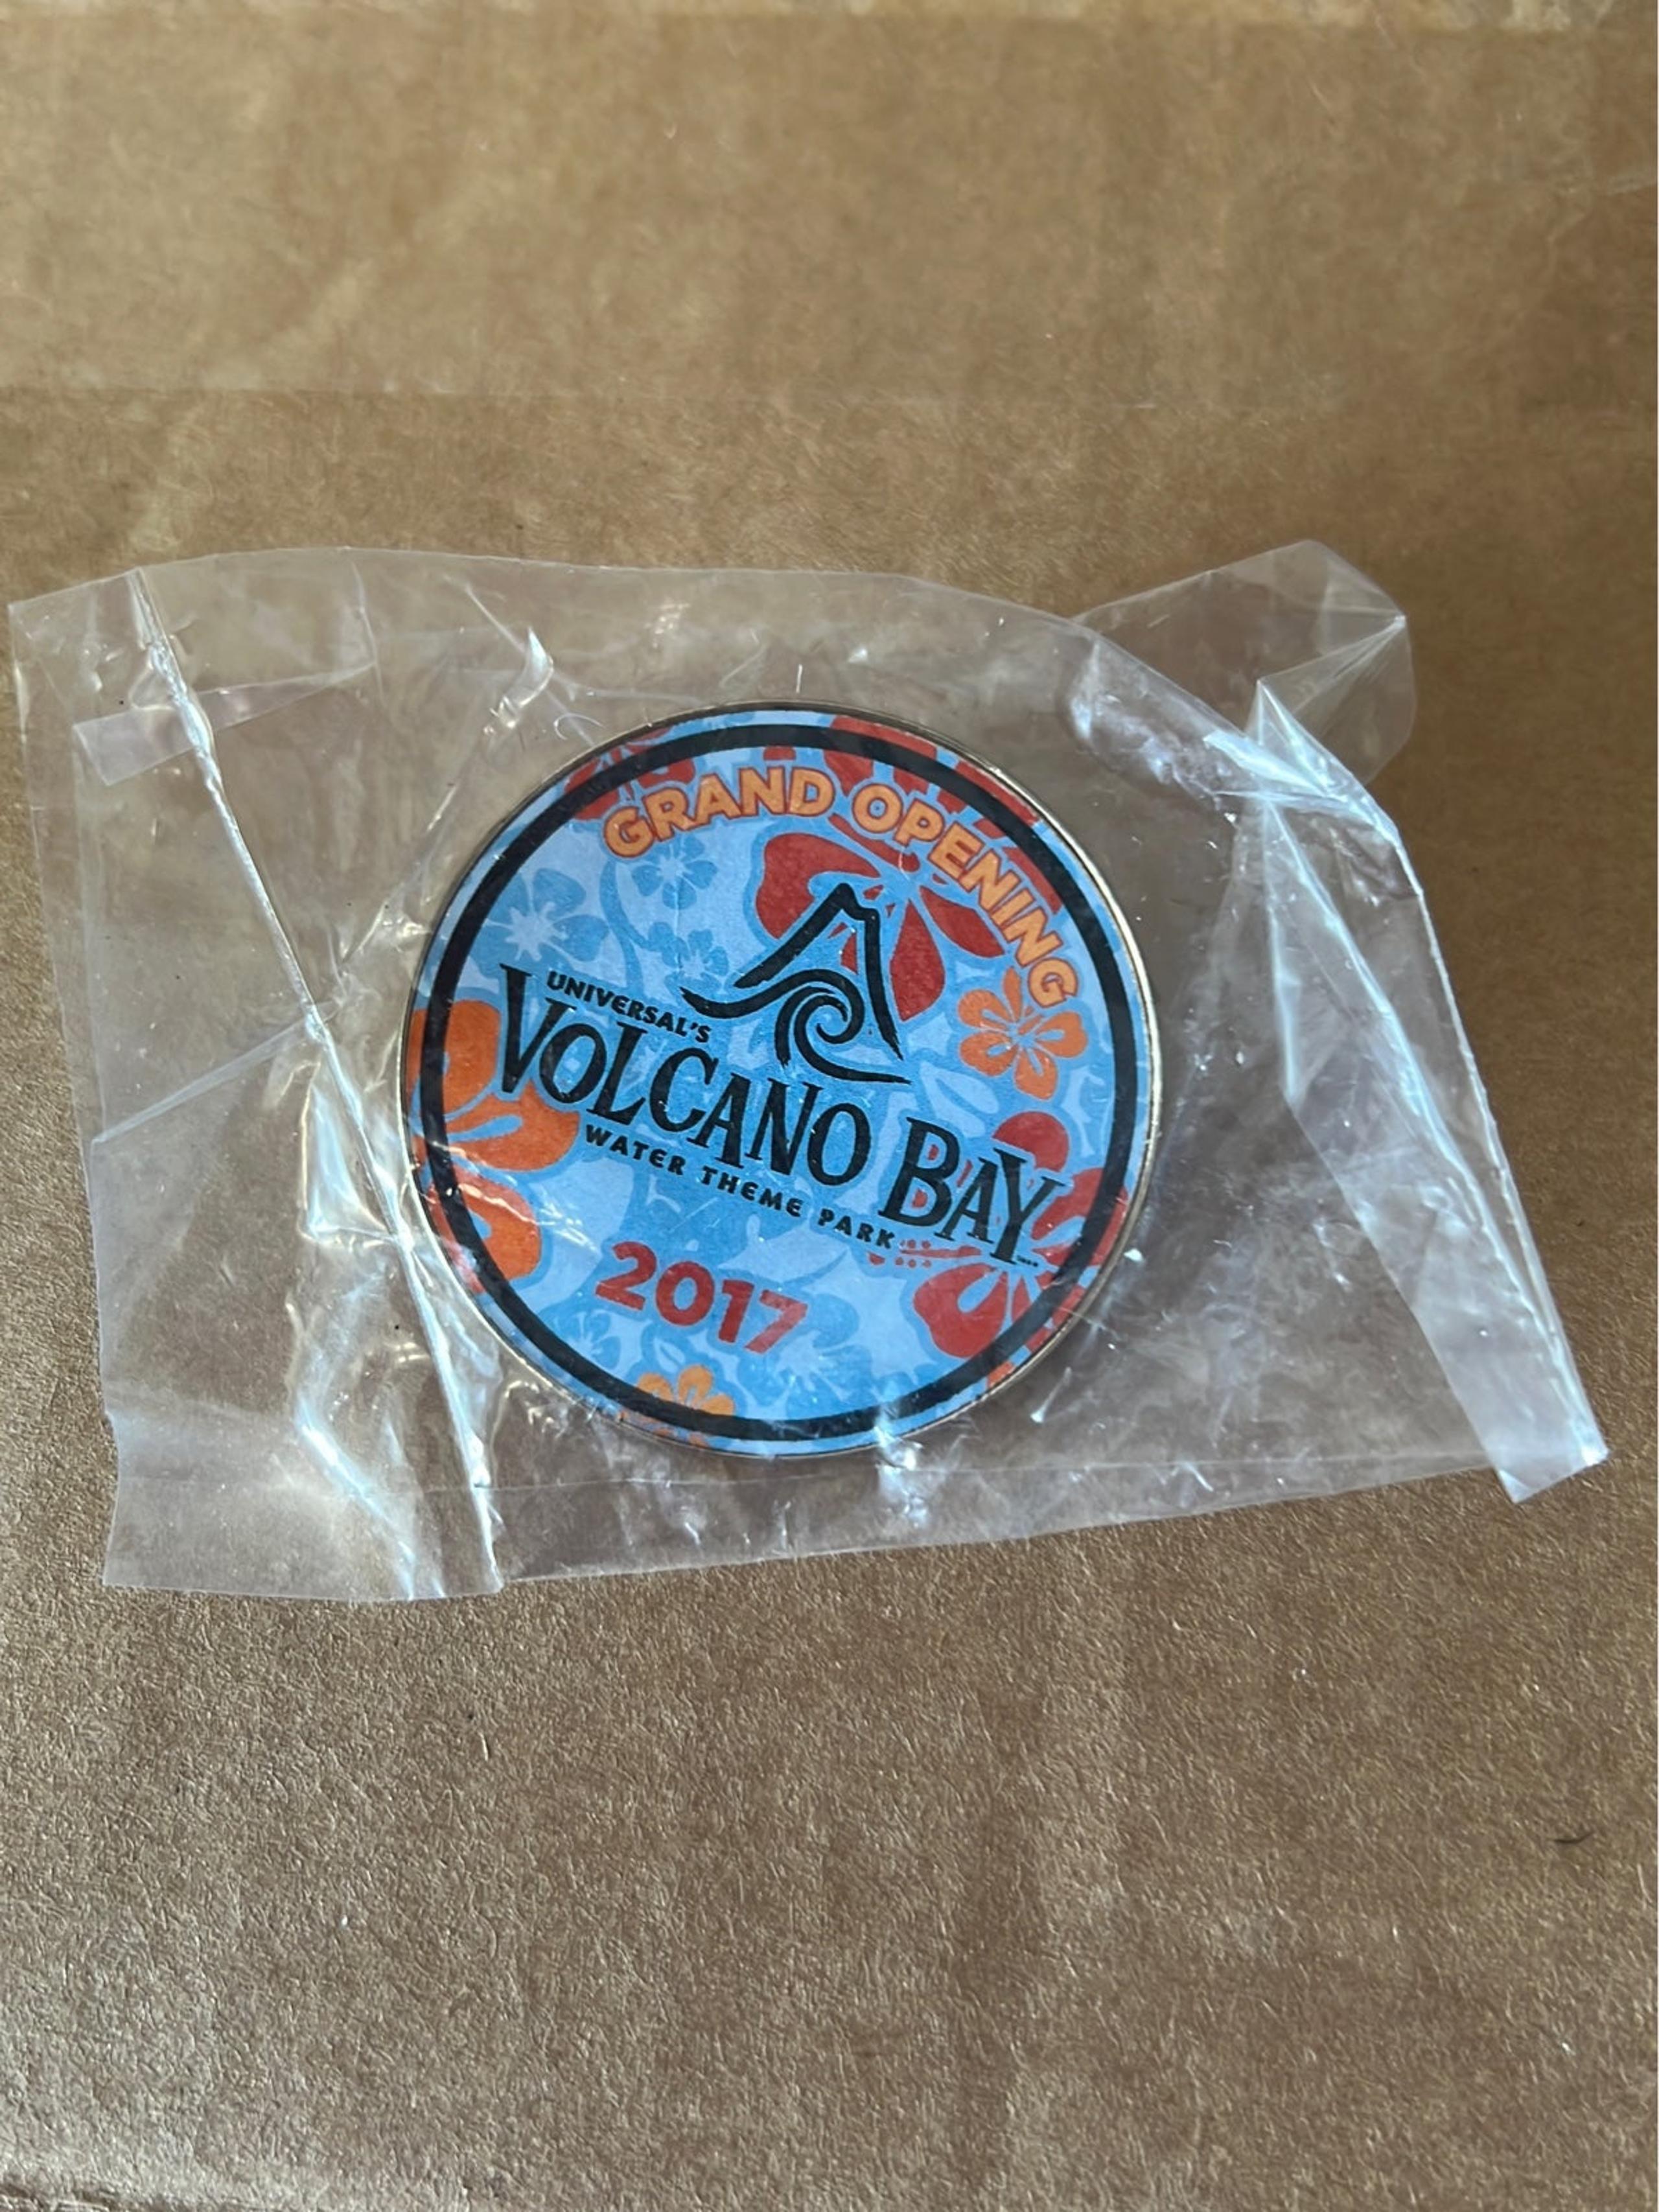 GRAND OPENING
UNIVERSAL'S
VOLCANO BAY
WATER THEME PARK
2017